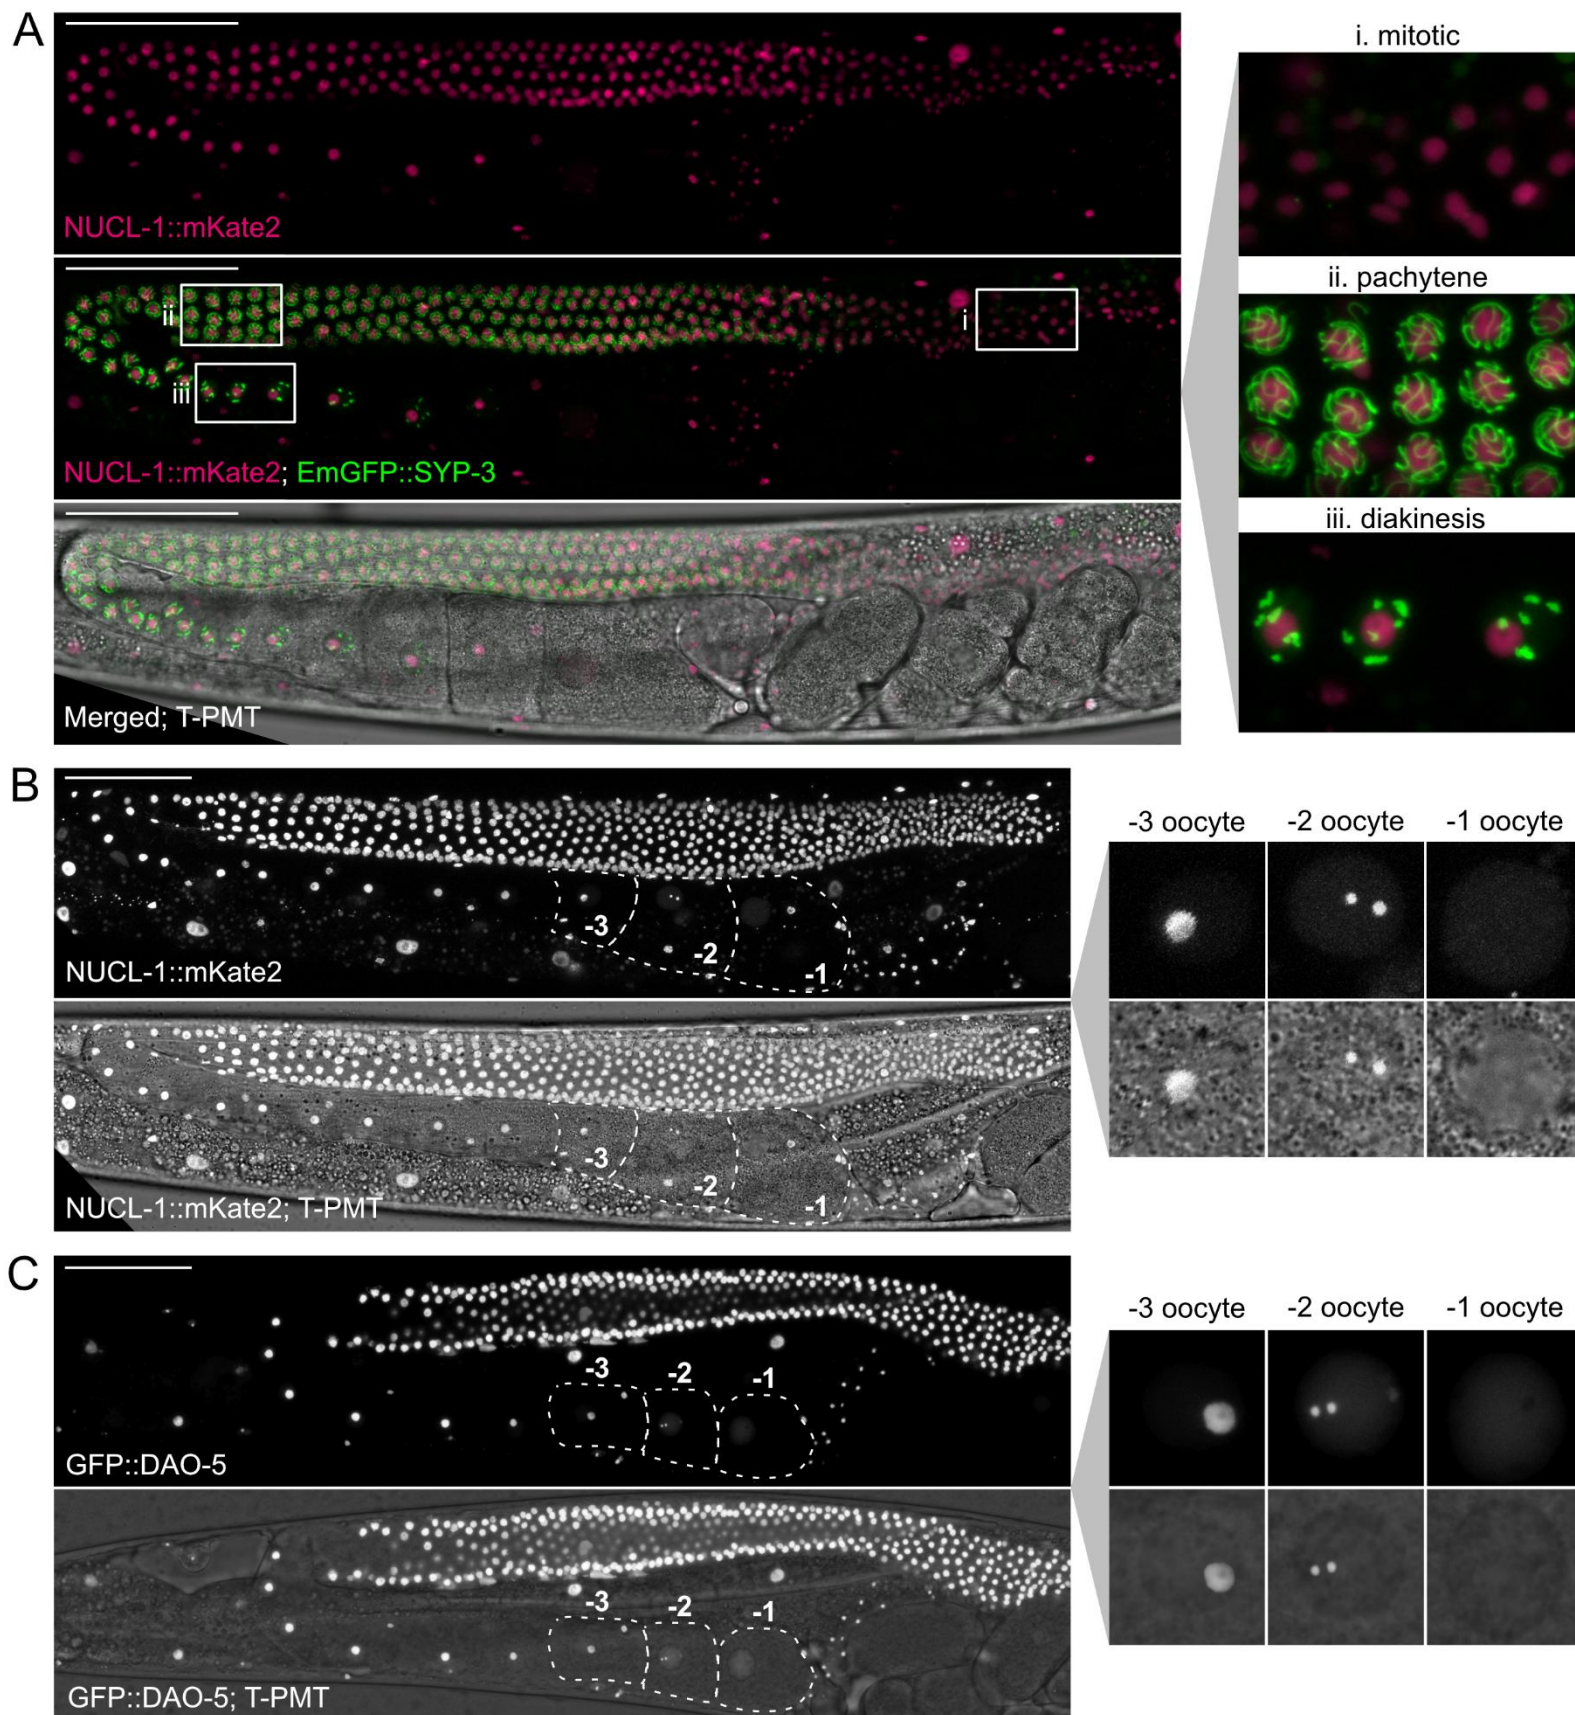 A
NUCL-1::mKate2
ii
i
iii
NUCL-1::mKate2; EmGFP::SYP-3
Merged; T-PMT
i. mitotic
ii. pachytene
iii. diakinesis
B
-3
-2
-1
NUCL-1::mKate2
-3
-2
-1
NUCL-1::mKate2; T-PMT
-3 oocyte
-2 oocyte
-1 oocyte
C
-3
-2
-1
GFP::DAO-5
-3
-2
-1
GFP::DAO-5; T-PMT
-3 oocyte
-2 oocyte
-1 oocyte